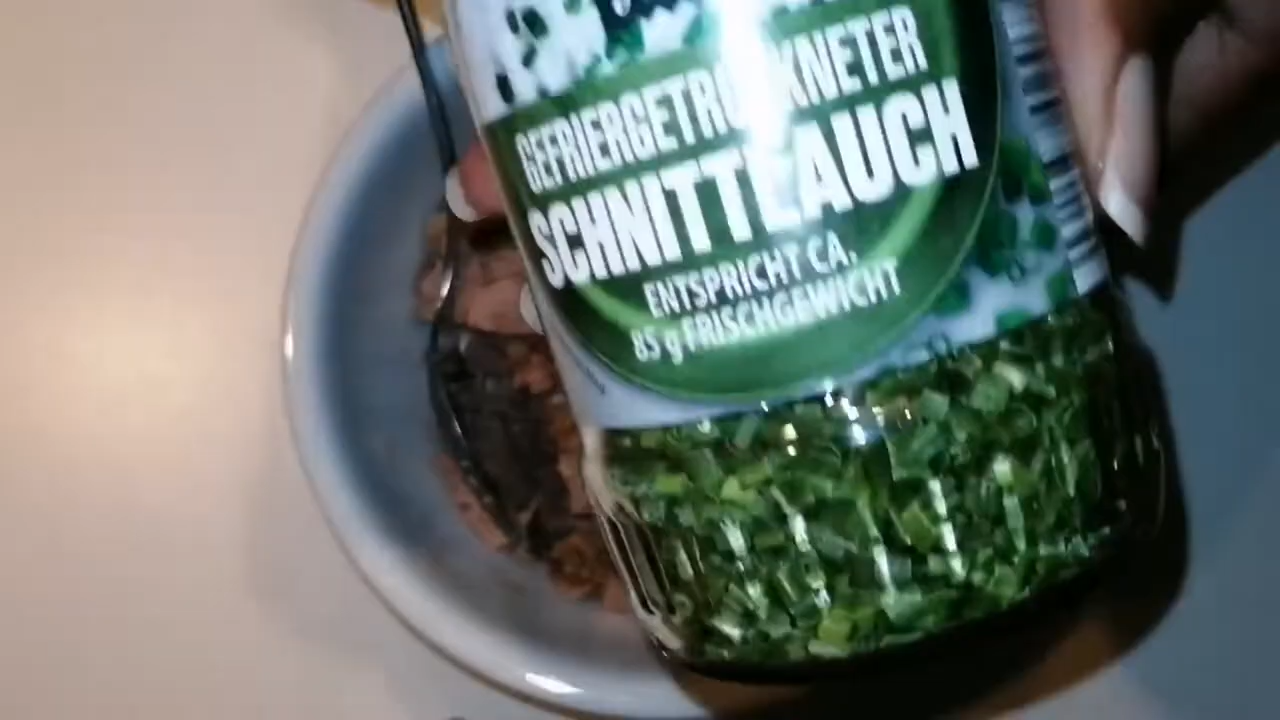 GEFRIERGETROCKNETER
SCHNITTLAUCH
ENTSPRICHT CA.
85 g FRISCHGEWICHT